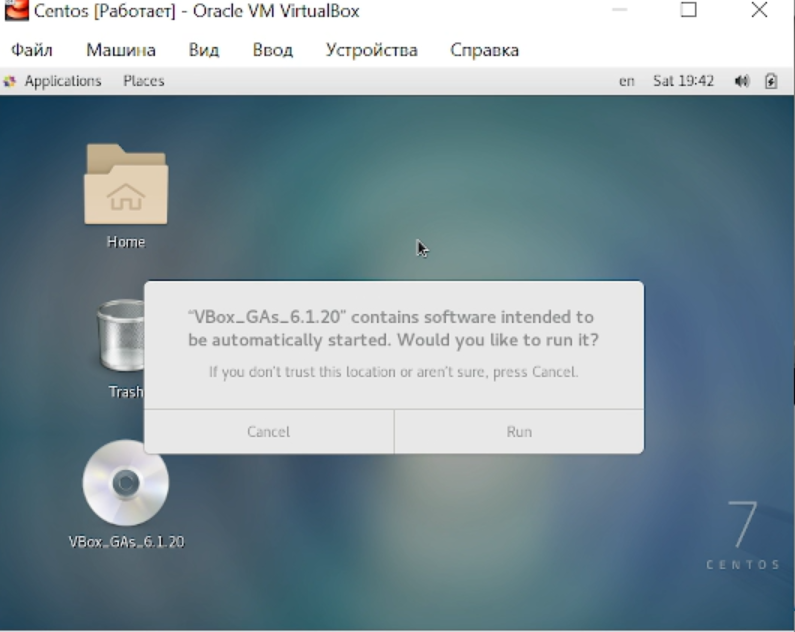 Centos [Работает] - Oracle VM VirtualBox
Файл Машина Вид Ввод Устройства Справка
Applications Places en Sat 19:42
Home
“VBox_GAs_6.1.20” contains software intended to
be automatically started. Would you like to run it?
If you don't trust this location or aren't sure, press Cancel.
Trash
Cancel Run
VBox_GAs_6.1.20
7
CENTOS